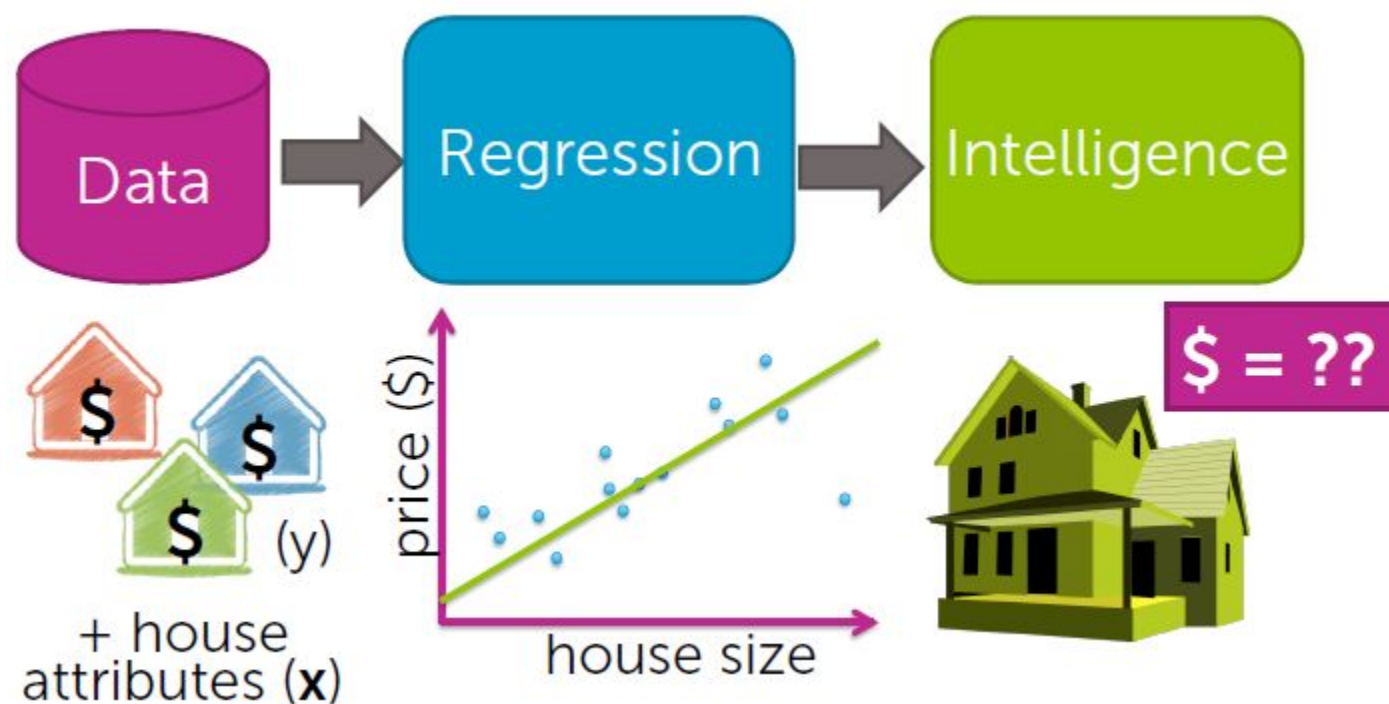 Data
Regression
Intelligence
$
$
$
(y)
+ house
attributes (x)
price ($)
house size
$ = ??